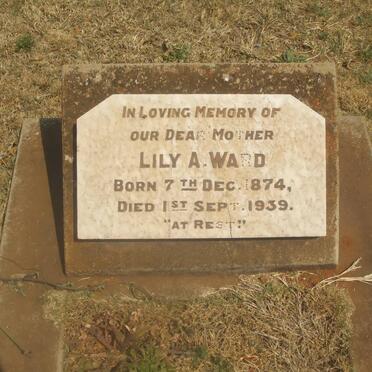 In Loving Memory of
our Dear Mother
Lily A. Ward
Born 7TH Dec. 1874,
Died 1ST Sept. 1939.
"At Rest."